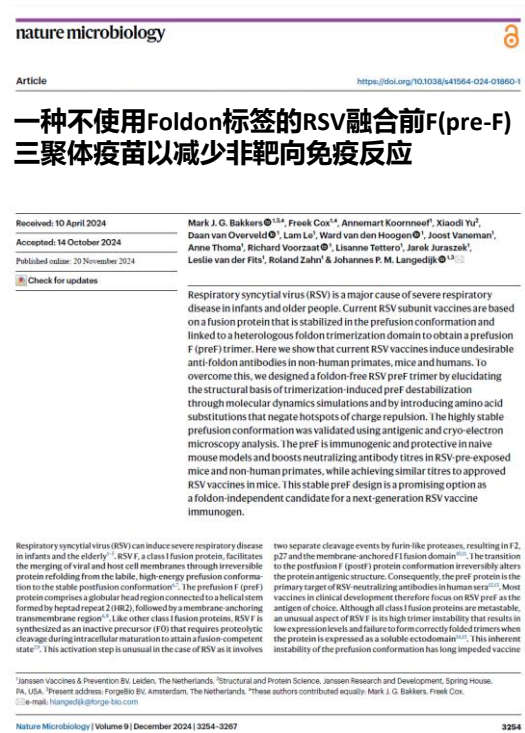 nature microbiology
Article
https://doi.org/10.1038/s41564-024-01860-1
一种不使用Foldon标签的RSV融合前F(pre-F)
三聚体疫苗以减少非靶向免疫反应
Received: 10 April 2024
Accepted: 14 October 2024
Published online: 20 November 2024
Check for updates
Mark J. G. Bakkers 1,3,4, Freek Cox1,4, Annemart Koornneef1, Xiaodi Yu2,
Daan van Overveld 1, Lam Le1, Ward van den Hoogen 1, Joost Vaneman1,
Anne Thoma1, Richard Voorzaat 1, Lisanne Tettero1, Jarek Juraszek1,
Leslie van der Fits1, Roland Zahn1 & Johannes P. M. Langedijk 1,3
Respiratory syncytial virus (RSV) is a major cause of severe respiratory
disease in infants and older people. Current RSV subunit vaccines are based
on a fusion protein that is stabilized in the prefusion conformation and
linked to a heterologous foldon trimerization domain to obtain a prefusion
F (preF) trimer. Here we show that current RSV vaccines induce undesirable
anti-foldon antibodies in non-human primates, mice and humans. To
overcome this, we designed a foldon-free RSV preF trimer by elucidating
the structural basis of trimerization-induced preF destabilization
through molecular dynamics simulations and by introducing amino acid
substitutions that negate hotspots of charge repulsion. The highly stable
prefusion conformation was validated using antigenic and cryo-electron
microscopy analysis. The preF is immunogenic and protective in naive
mouse models and boosts neutralizing antibody titres in RSV-pre-exposed
mice and non-human primates, while achieving similar titres to approved
RSV vaccines in mice. This stable preF design is a promising option as
a foldon-independent candidate for a next-generation RSV vaccine
immunogen.
Respiratory syncytial virus (RSV) can induce severe respiratory disease
in infants and the elderly. RSV F, a class I fusion protein, facilitates
the merging of viral and host cell membranes through irreversible
protein refolding from the labile, high-energy prefusion conforma-
tion to the stable postfusion conformation. The prefusion F (preF)
protein comprises a globular head region connected to a helical stem
formed by heptad repeat 2 (HR2), followed by a membrane-anchoring
transmembrane region. Like other class I fusion proteins, RSV F is
synthesized as an inactive precursor (F0) that requires proteolytic
cleavage during intracellular maturation to attain a fusion-competent
state. This activation step is unusual in the case of RSV as it involves
two separate cleavage events by furin-like proteases, resulting in F2,
p27 and the membrane-anchored F1 fusion domain. The transition
to the postfusion F (postF) protein conformation irreversibly alters
the protein antigenic structure. Consequently, the preF protein is the
primary target of RSV-neutralizing antibodies in human sera. Most
vaccines in clinical development therefore focus on RSV preF as the
antigen of choice. Although all class I fusion proteins are metastable,
an unusual aspect of RSV F is its high trimer instability that results in
low expression levels and failure to form correctly folded trimers when
the protein is expressed as a soluble ectodomain. This inherent
instability of the prefusion conformation has long impeded vaccine
1Janssen Vaccines & Prevention BV, Leiden, The Netherlands. 2Structural and Protein Science, Janssen Research and Development, Spring House,
PA, USA. 3Present address: ForgeBio BV, Amsterdam, The Netherlands. 4These authors contributed equally: Mark J. G. Bakkers, Freek Cox.
e-mail: hlangedijk@forge-bio.com
Nature Microbiology | Volume 9 | December 2024 | 3254–3267
3254